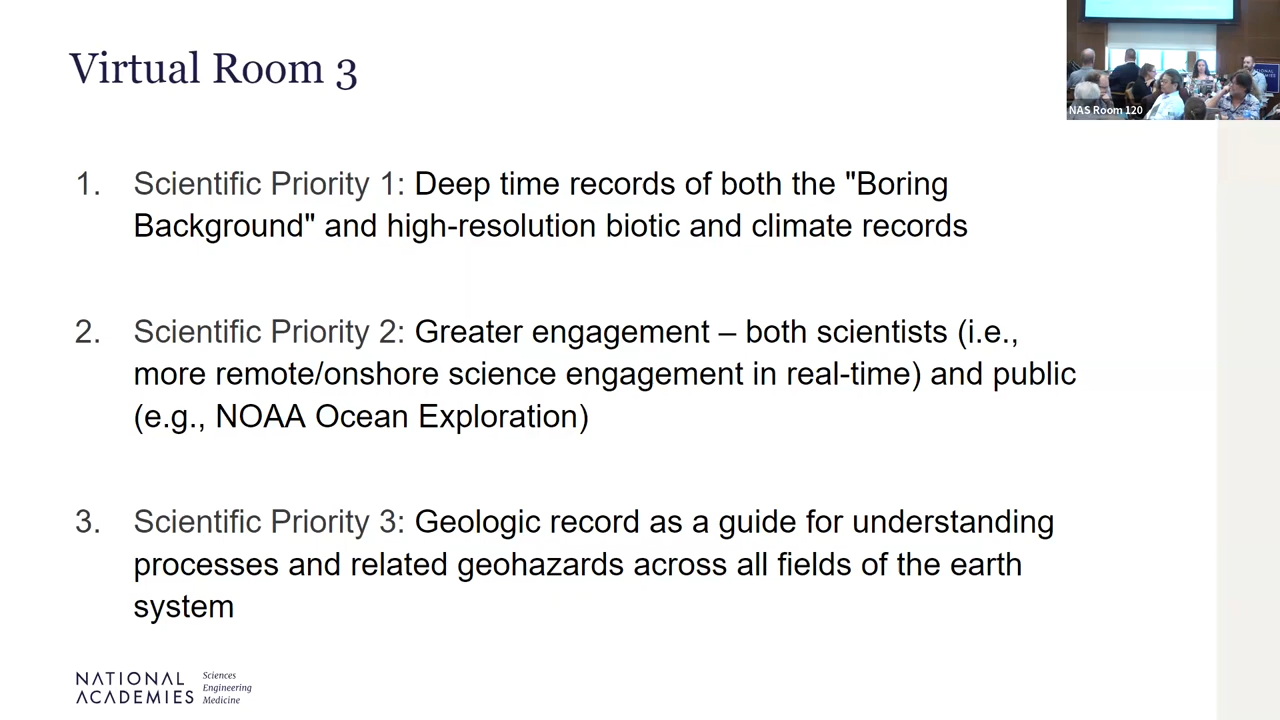 Virtual Room 3
NAS Room 120
1. Scientific Priority 1: Deep time records of both the "Boring
Background" and high-resolution biotic and climate records
2. Scientific Priority 2: Greater engagement – both scientists (i.e.,
more remote/onshore science engagement in real-time) and public
(e.g., NOAA Ocean Exploration)
3. Scientific Priority 3: Geologic record as a guide for understanding
processes and related geohazards across all fields of the earth
system
NATIONAL
ACADEMIES
Sciences
Engineering
Medicine